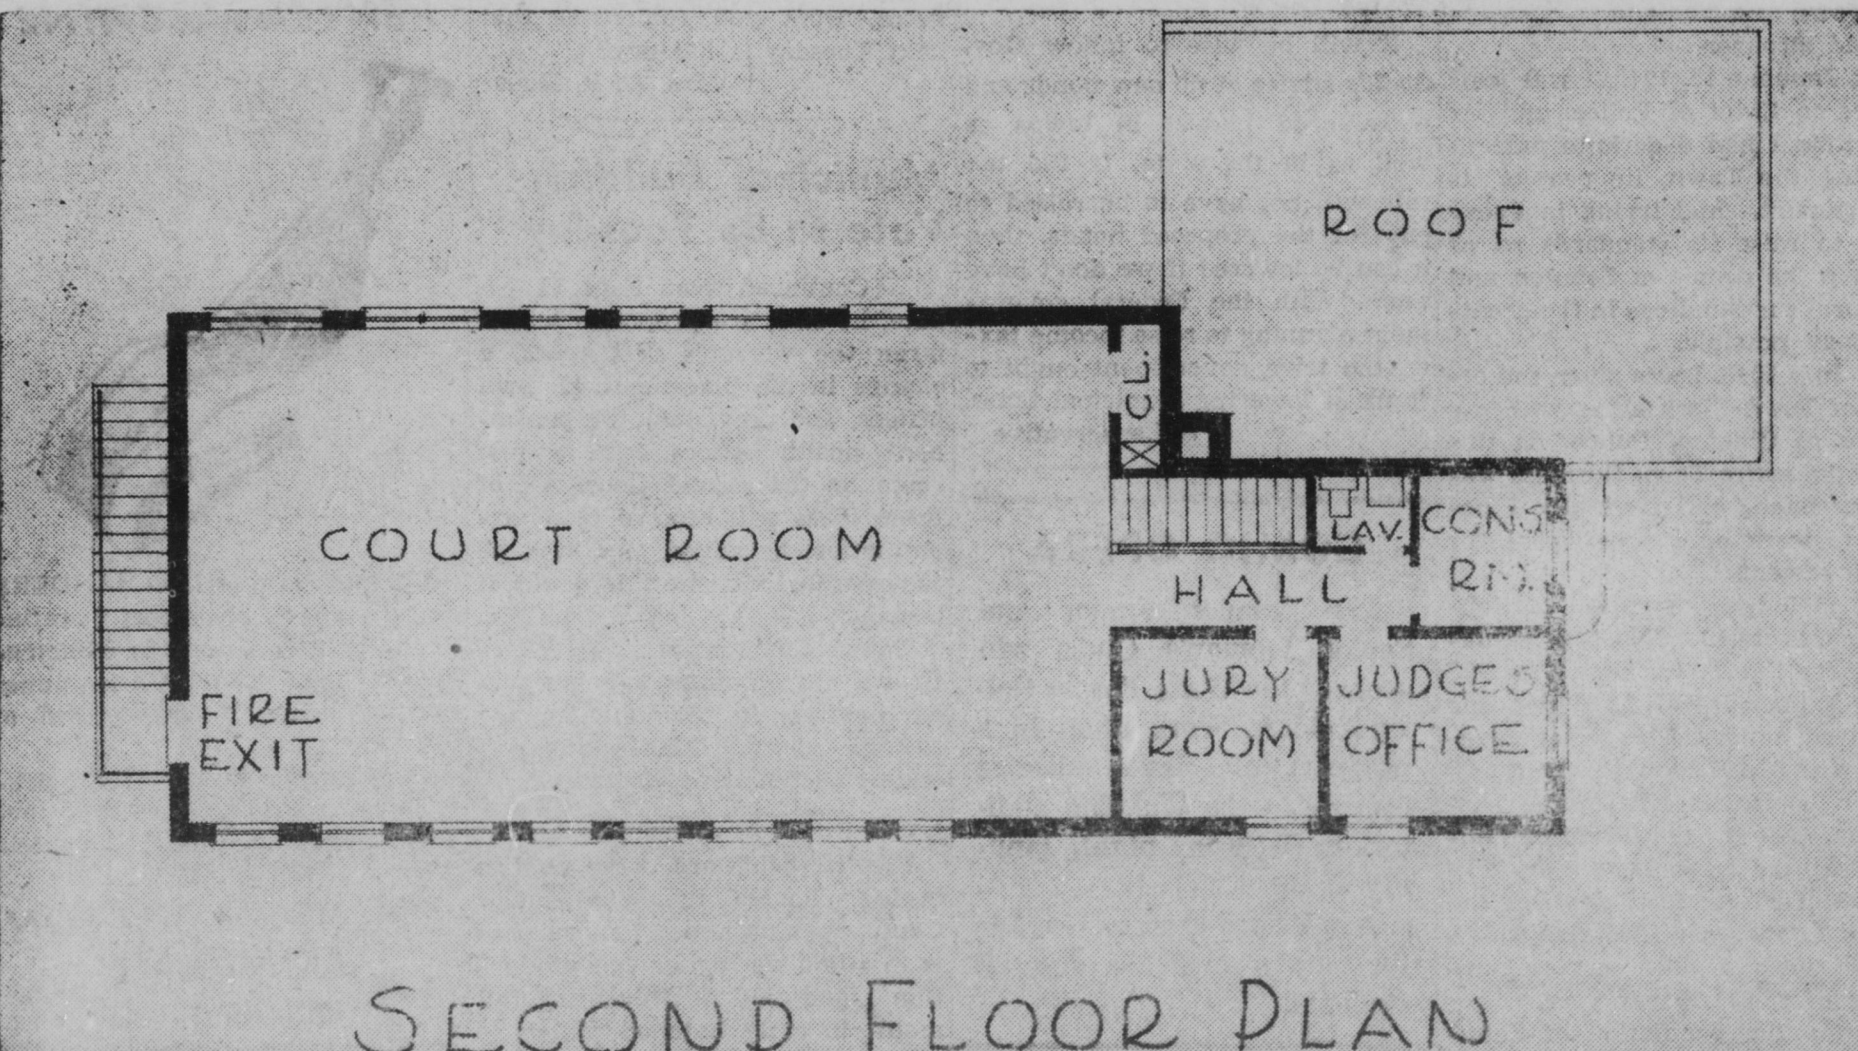 ROOF
CL.
COURT ROOM
LAV.
CONS
RM.
HALL
FIRE
EXIT
JURY
ROOM
JUDGES
OFFICE
SECOND FLOOR PLAN